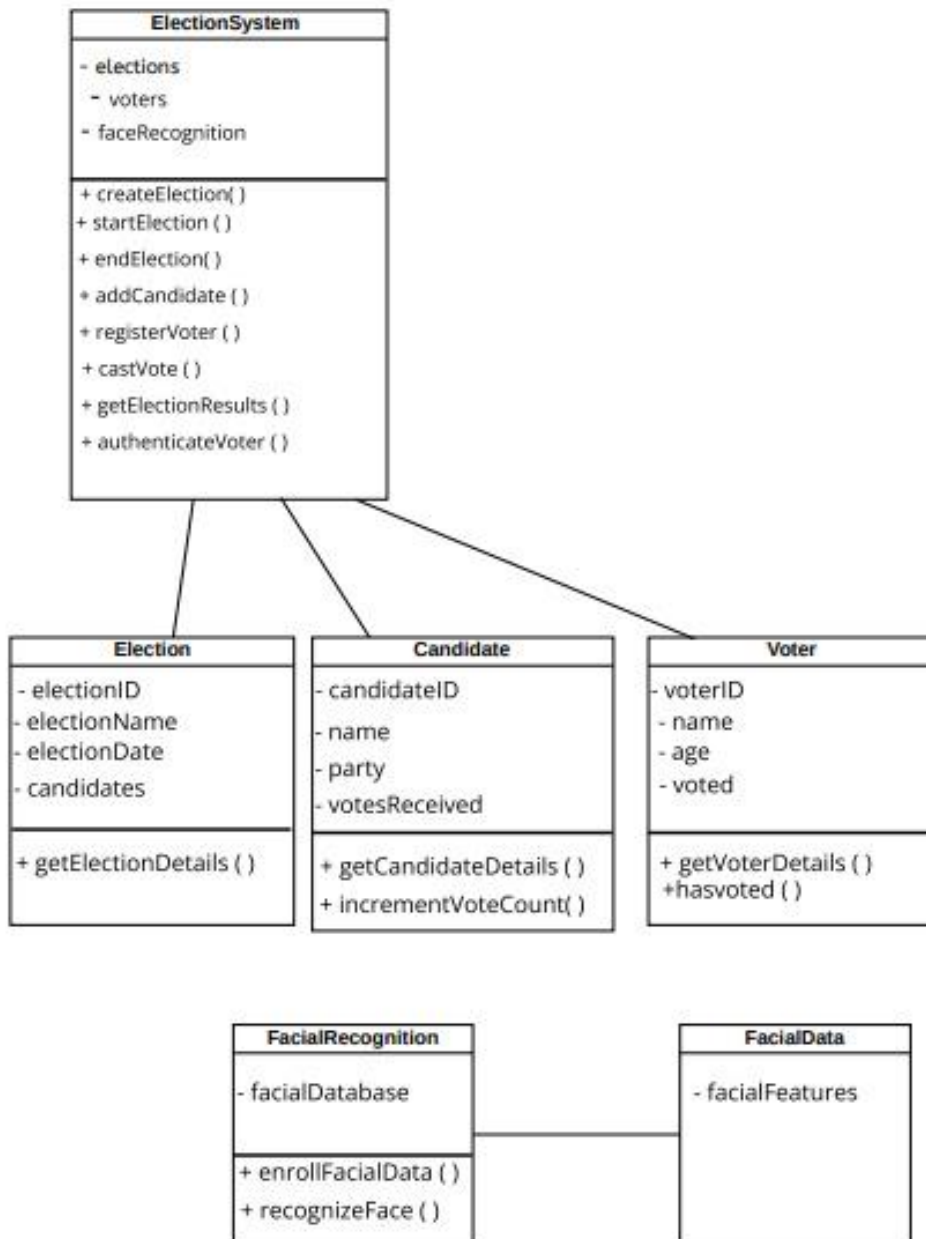 ElectionSystem
- elections
- voters
- faceRecognition
+ createElection( )
+ startElection ( )
+ endElection( )
+ addCandidate ( )
+ registerVoter ( )
+ castVote ( )
+ getElectionResults ( )
+ authenticateVoter ( )
Election
- electionID
- electionName
- electionDate
- candidates
+ getElectionDetails ( )
Candidate
- candidateID
- name
- party
- votesReceived
+ getCandidateDetails ( )
+ incrementVoteCount( )
Voter
- voterID
- name
- age
- voted
+ getVoterDetails ( )
+hasvoted ( )
FacialRecognition
- facialDatabase
+ enrollFacialData ( )
+ recognizeFace ( )
FacialData
- facialFeatures